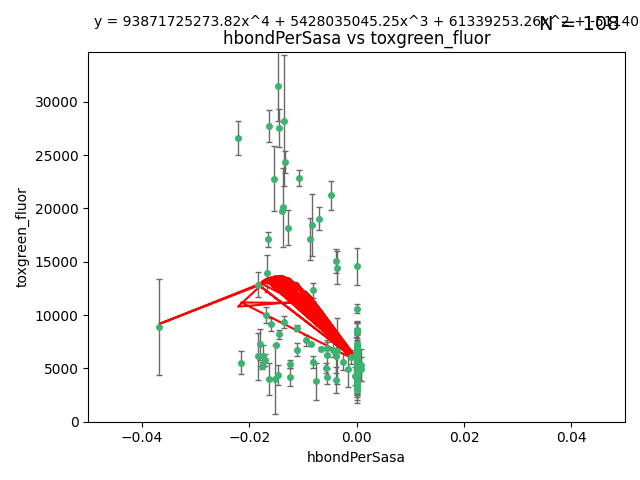 y = 93871725273.82x^4 + 5428035045.25x^3 + 61339253.26x^2 +
N = 108
hbondPerSasa vs toxgreen_fluor
30000
25000
20000
15000
10000
5000
0
toxgreen_fluor
−0.04
−0.02
0.00
0.02
0.04
hbondPerSasa